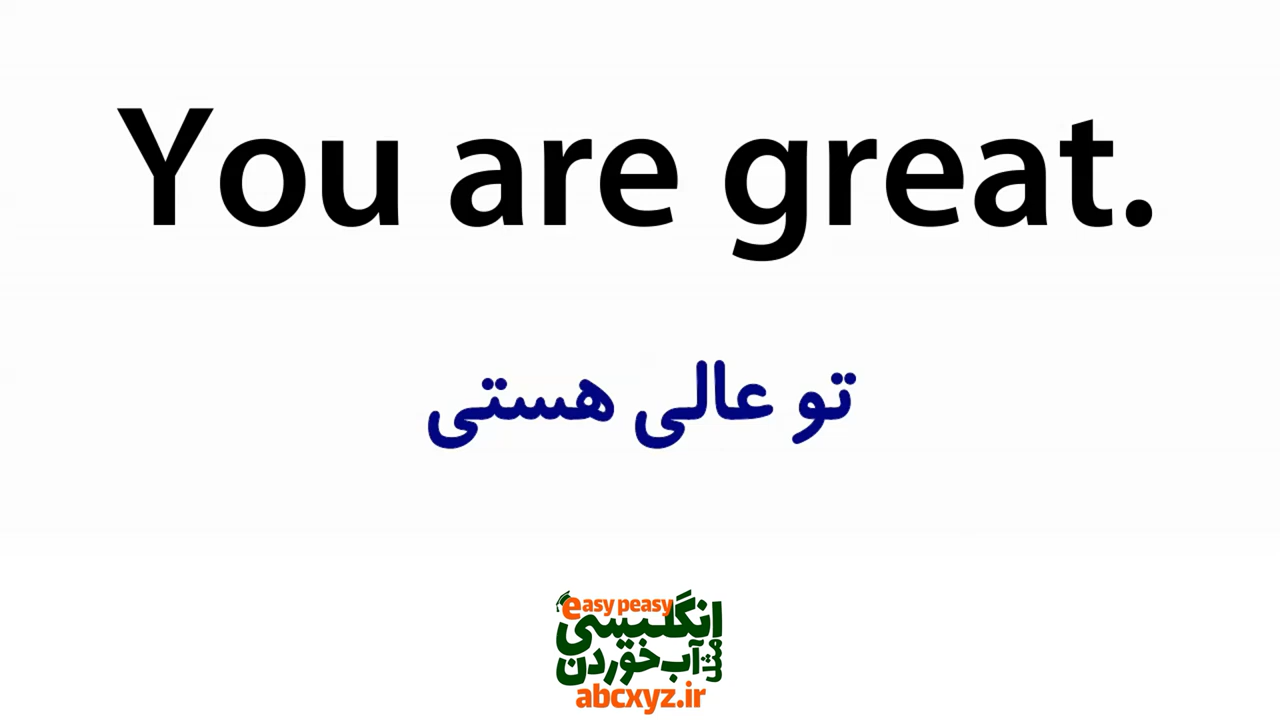 You are great.
تو عالی هستی
easy peasy
انگلیسی
مثل آب خوردن
abcxyz.ir